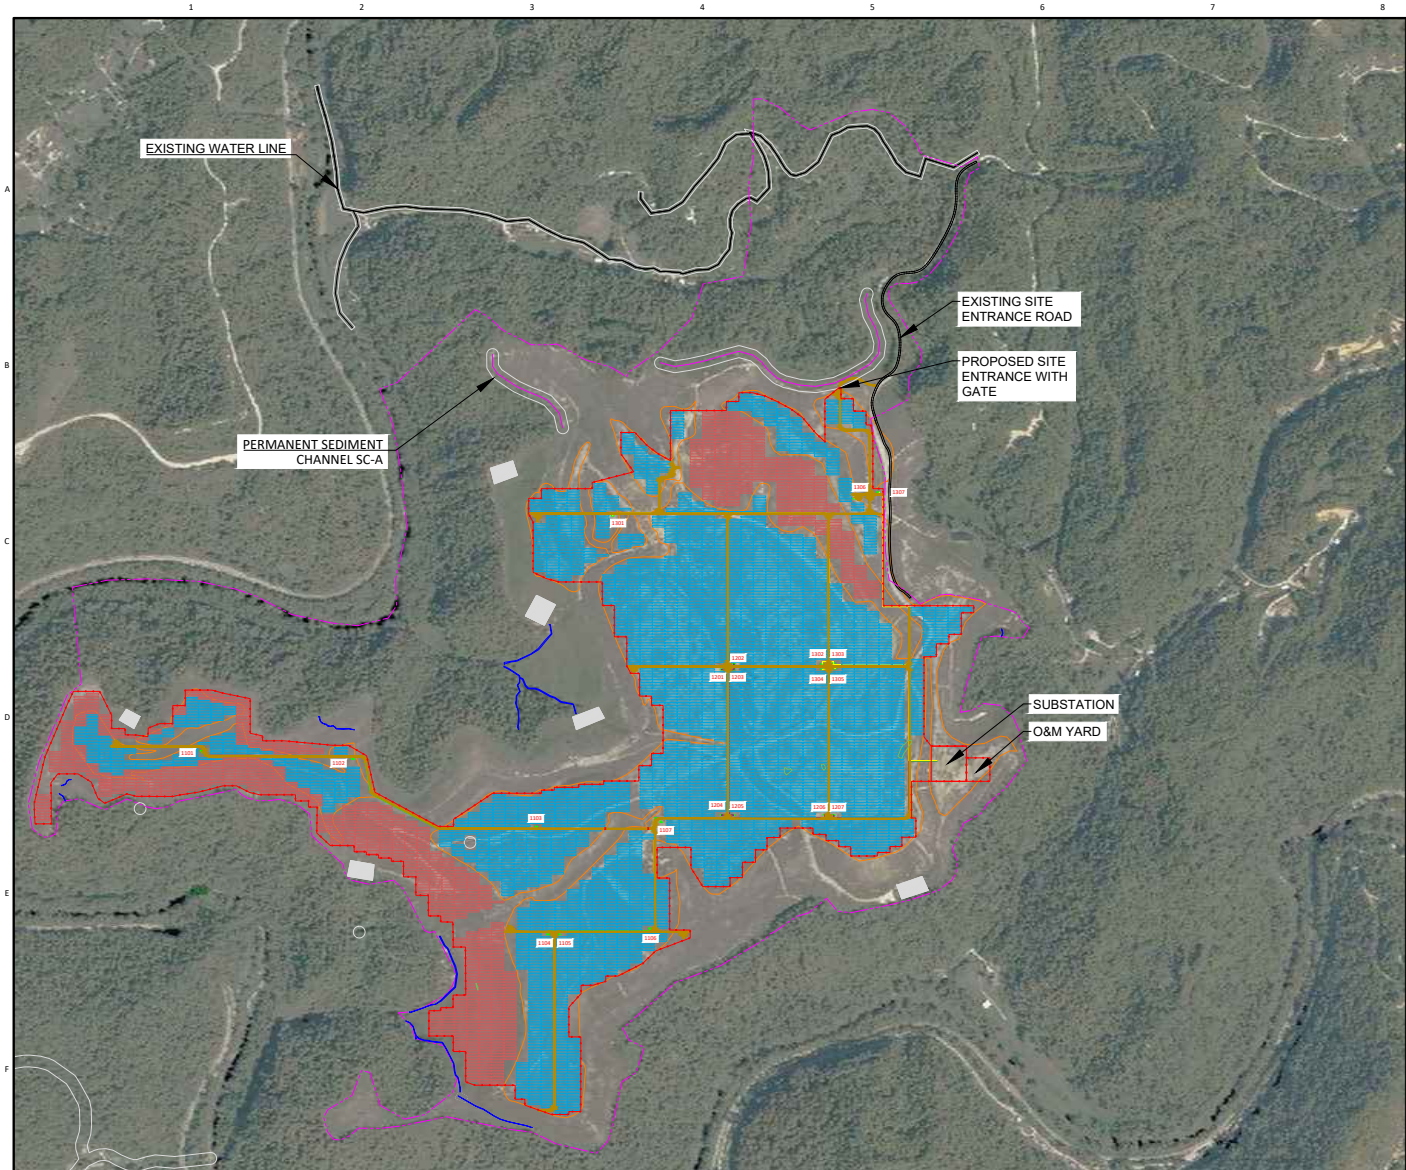 1 2 3 4 5 6 7 8
A
EXISTING WATER LINE
EXISTING SITE
ENTRANCE ROAD
B
PROPOSED SITE
ENTRANCE WITH
GATE
PERMANENT SEDIMENT
CHANNEL SC-A
1306 1307
1301
C
1202 1302 1303
1201 1203 1304 1305
SUBSTATION
D
O&M YARD
1101
1102
1204 1205 1206 1207
1103
1107
E
1104 1105 1106
F